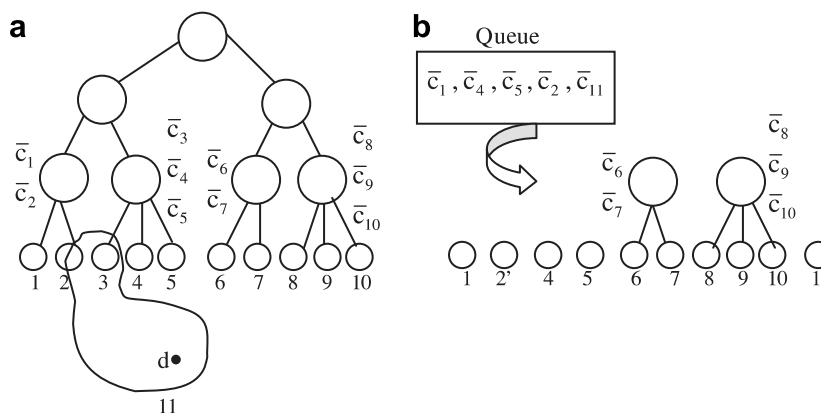 a
c̄₃
c̄₁ c̄₄ c̄₆ c̄₈
c̄₂ c̄₅ c̄₇ c̄₉
c̄₁₀
1 2 3 4 5 6 7 8 9 10
d
11
b
Queue
c̄₁ , c̄₄ , c̄₅ , c̄₂ , c̄₁₁
c̄₈
c̄₆ c̄₉
c̄₇ c̄₁₀
1 2' 4 5 6 7 8 9 10 1